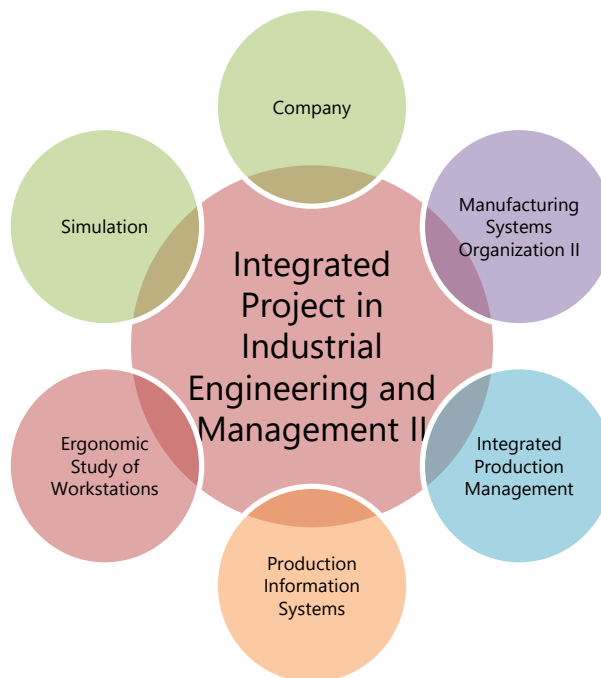 Company
Simulation
Manufacturing
Systems
Organization II
Integrated
Project in
Industrial
Engineering and
Management II
Ergonomic
Study of
Workstations
Integrated
Production
Management
Production
Information
Systems